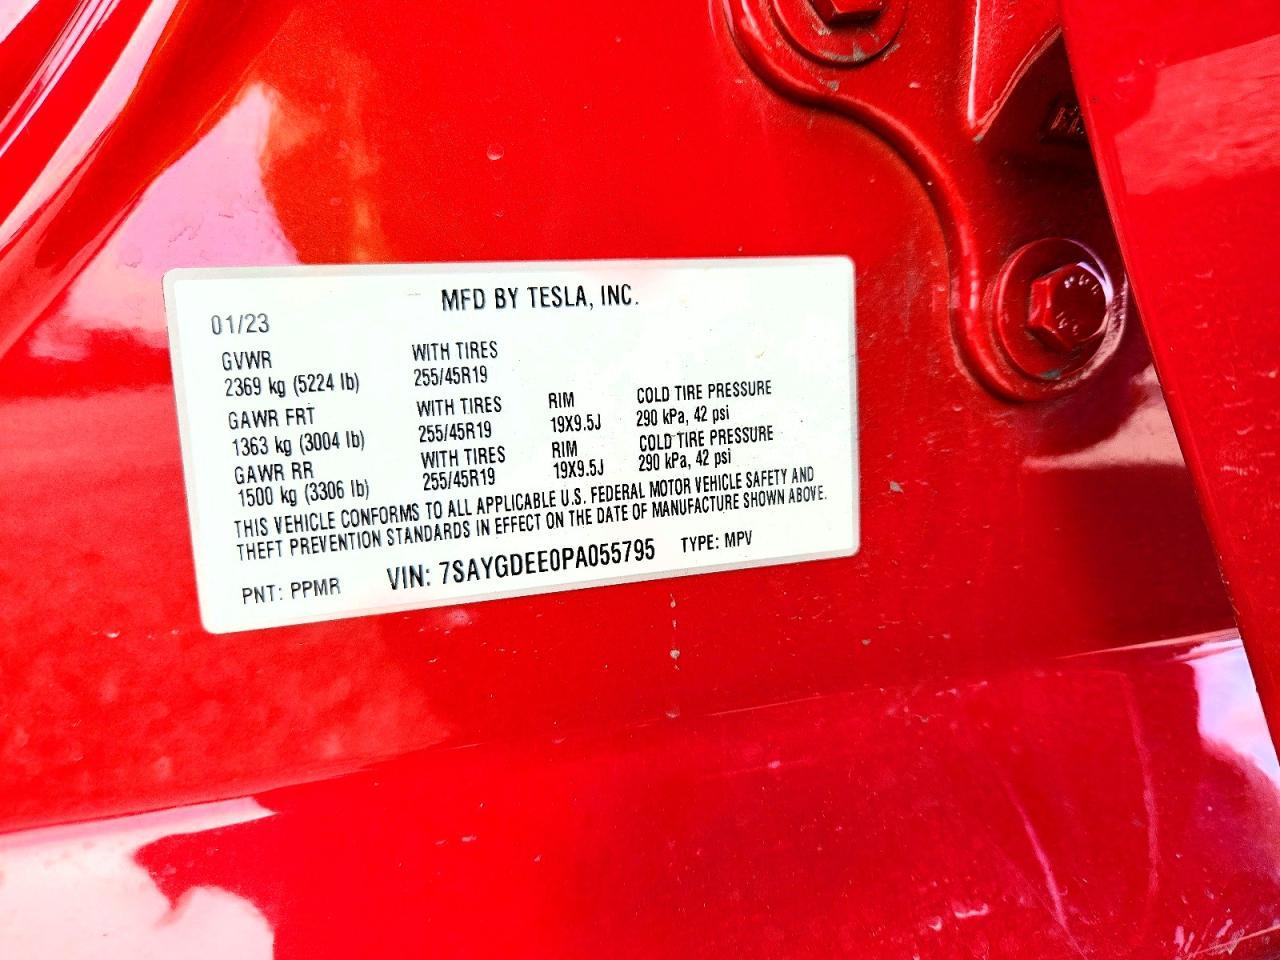 MFD BY TESLA, INC.
01/23
GVWR WITH TIRES
2369 kg (5224 lb) 255/45R19
GAWR FRT WITH TIRES RIM COLD TIRE PRESSURE
1363 kg (3004 lb) 255/45R19 19X9.5J 290 kPa, 42 psi
GAWR RR WITH TIRES RIM COLD TIRE PRESSURE
1500 kg (3306 lb) 255/45R19 19X9.5J 290 kPa, 42 psi
THIS VEHICLE CONFORMS TO ALL APPLICABLE U.S. FEDERAL MOTOR VEHICLE SAFETY AND
THEFT PREVENTION STANDARDS IN EFFECT ON THE DATE OF MANUFACTURE SHOWN ABOVE.
PNT: PPMR VIN: 7SAYGDEE0PA055795 TYPE: MPV